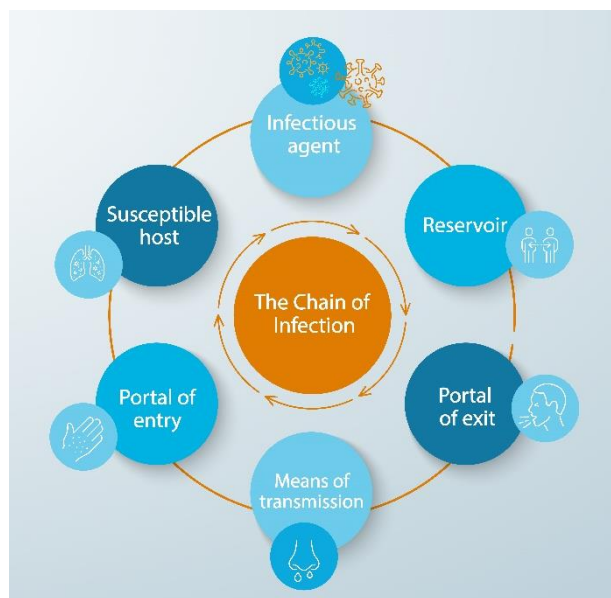 Infectious
agent
Reservoir
Portal
of exit
Means of
transmission
Portal of
entry
Susceptible
host
The Chain of
Infection